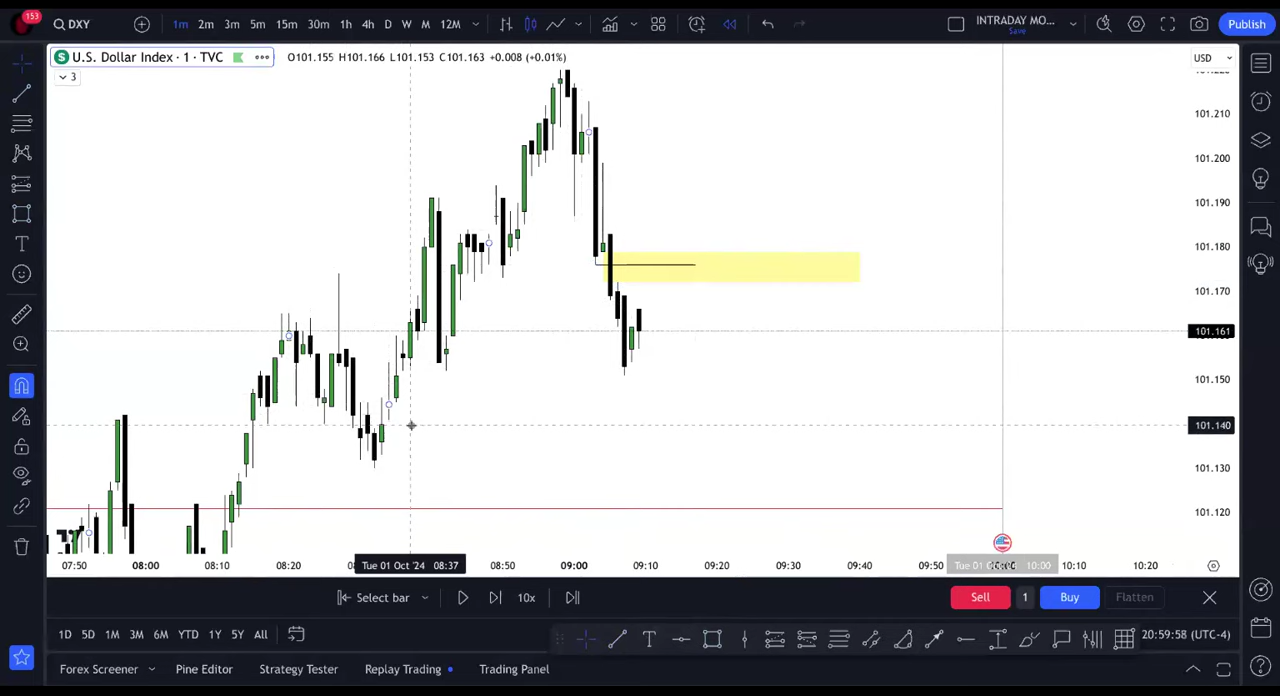 153
DXY
1m 2m 3m 5m 15m 30m 1h 4h D W M 12M
INTRADAY MO...
Save
Publish
S U.S. Dollar Index · 1 · TVC
O101.155 H101.166 L101.153 C101.163 +0.008 (+0.01%)
USD
3
101.210
101.200
101.190
101.180
101.170
101.161
101.150
101.140
101.130
101.120
07:50 08:00 08:10 08:20 Tue 01 Oct '24 08:37 08:50 09:00 09:10 09:20 09:30 09:40 09:50 10:00 10:10 10:20
Select bar
10x
Sell 1 Buy Flatten
1D 5D 1M 3M 6M YTD 1Y 5Y All
20:59:58 (UTC-4)
Forex Screener Pine Editor Strategy Tester Replay Trading Trading Panel